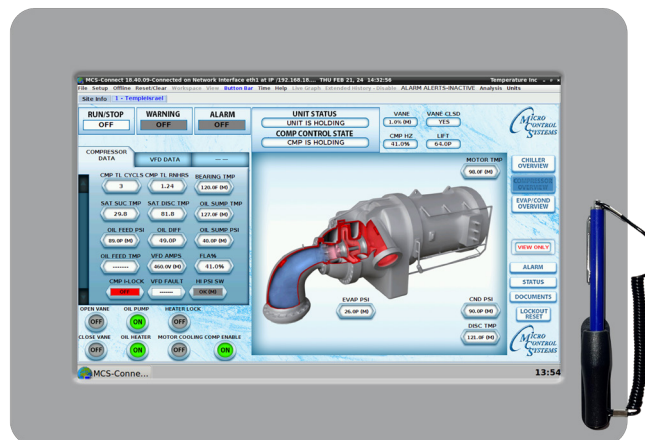 MCS-Connect 18.40.09-Connected on Network Interface eth1 at IP /192.168.18.... THU FEB 21, 24 14:32:56 Temperature Inc
File Setup Offline Reset/Clear Workspace View Button Bar Time Help Live Graph Extended History - Disable ALARM ALERTS-INACTIVE Analysis Units
Site Info 1 - Templeisrael
RUN/STOP WARNING ALARM
OFF OFF OFF
UNIT STATUS
UNIT IS HOLDING
COMP CONTROL STATE
CMP IS HOLDING
VANE VANE CLSD
1.0% (M) YES
CMP HZ LIFT
41.0% 64.0P
MICRO
CONTROL
SYSTEMS
COMPRESSOR
DATA
VFD DATA
-- --
CMP TL CYCLS CMP TL RNHRS BEARING TMP
3 1.24 120.0F (M)
SAT SUC TMP SAT DISC TMP OIL SUMP TMP
29.8 81.8 127.0F (M)
OIL FEED PSI OIL DIFF OIL SUMP PSI
89.0P (M) 49.0P 40.0P (M)
OIL FEED TMP VFD AMPS FLA%
------- 460.0V (M) 41.0%
CMP I-LOCK VFD FAULT HI PSI SW
OFF ------- OK (M)
OPEN VANE OIL PUMP HEATER LOCK
OFF ON OFF
CLOSE VANE OIL HEATER MOTOR COOLING COMP ENABLE
OFF ON OFF ON
MOTOR TMP
90.0F (M)
EVAP PSI
26.0P (M)
CND PSI
90.0P (M)
DISC TMP
121.0F (M)
CHILLER
OVERVIEW
COMPRESSOR
OVERVIEW
EVAP/COND
OVERVIEW
VIEW ONLY
ALARM
STATUS
DOCUMENTS
LOCKOUT
RESET
MICRO
CONTROL
SYSTEMS
MCS-Conne...
13:54